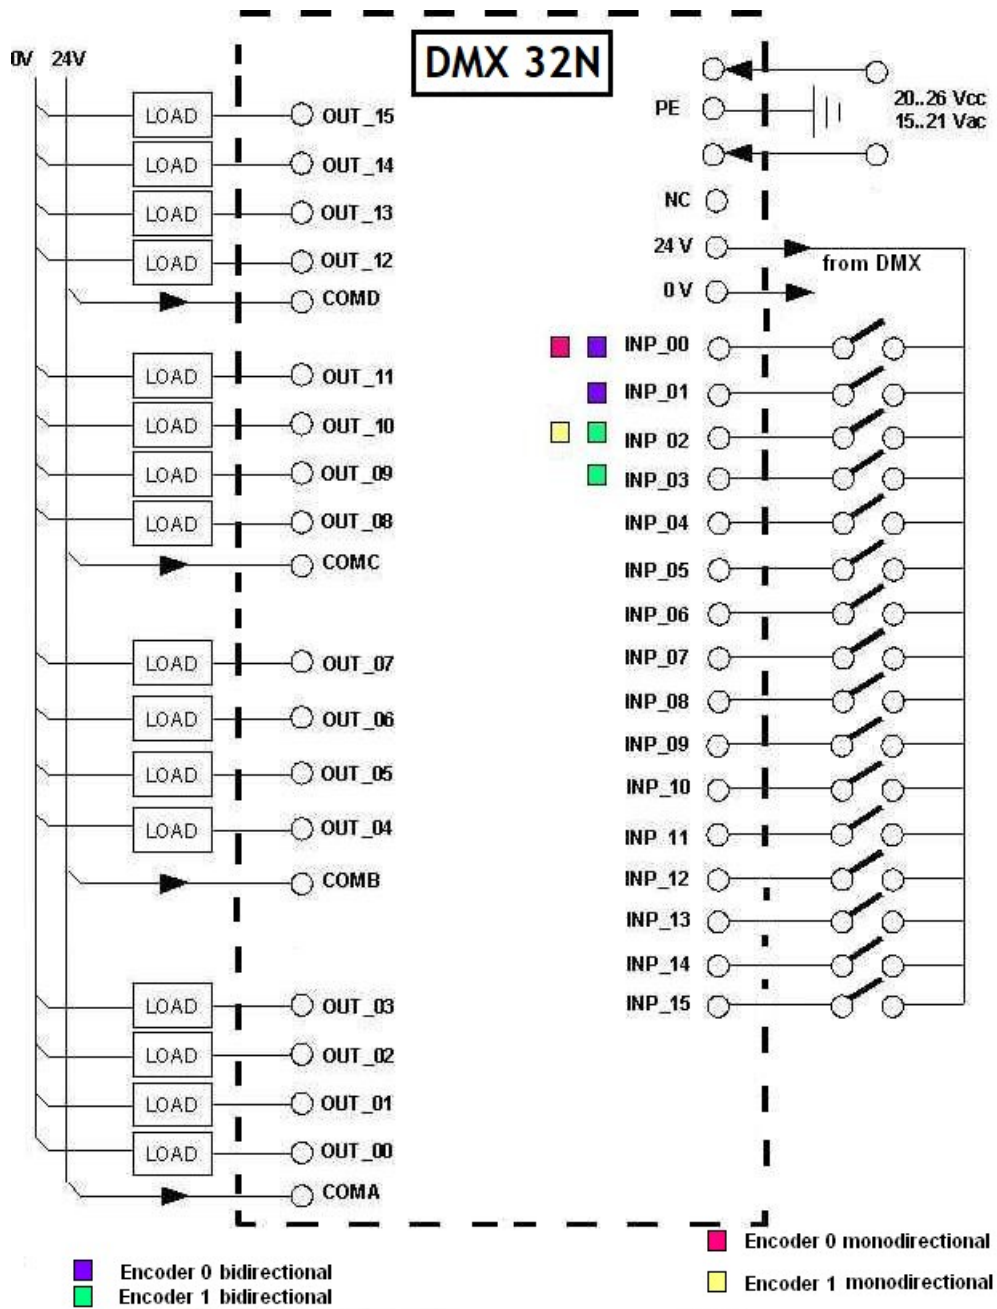 DMX 32N
0V 24V
LOAD OUT_15
LOAD OUT_14
LOAD OUT_13
LOAD OUT_12
COMD
LOAD OUT_11
LOAD OUT_10
LOAD OUT_09
LOAD OUT_08
COMC
LOAD OUT_07
LOAD OUT_06
LOAD OUT_05
LOAD OUT_04
COMB
LOAD OUT_03
LOAD OUT_02
LOAD OUT_01
LOAD OUT_00
COMA
PE
20..26 Vcc
15..21 Vac
NC
24 V
from DMX
0 V
INP_00
INP_01
INP_02
INP_03
INP_04
INP_05
INP_06
INP_07
INP_08
INP_09
INP_10
INP_11
INP_12
INP_13
INP_14
INP_15
Encoder 0 bidirectional
Encoder 1 bidirectional
Encoder 0 monodirectional
Encoder 1 monodirectional